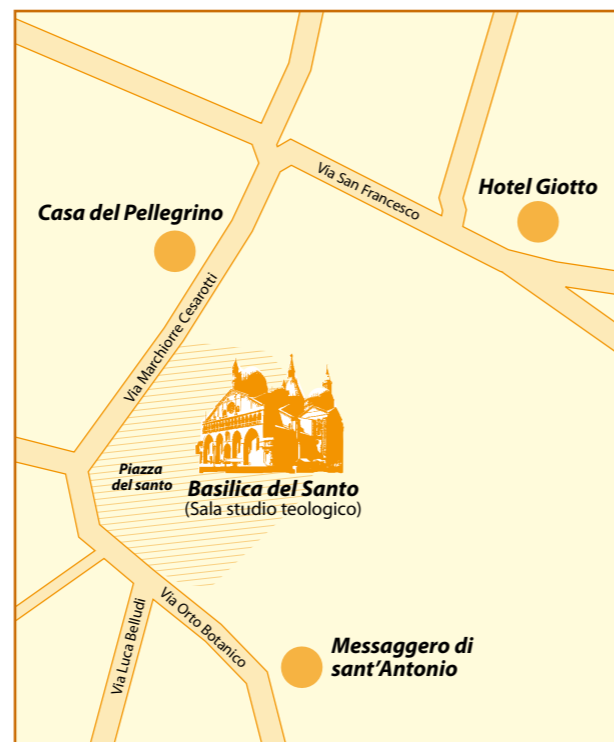 Via San Francesco
Hotel Giotto
Casa del Pellegrino
Via Marchiorre Cesarotti
Piazza
del santo
Basilica del Santo
(Sala studio teologico)
Via Luca Belludi
Via Orto Botanico
Messaggero di
sant’Antonio